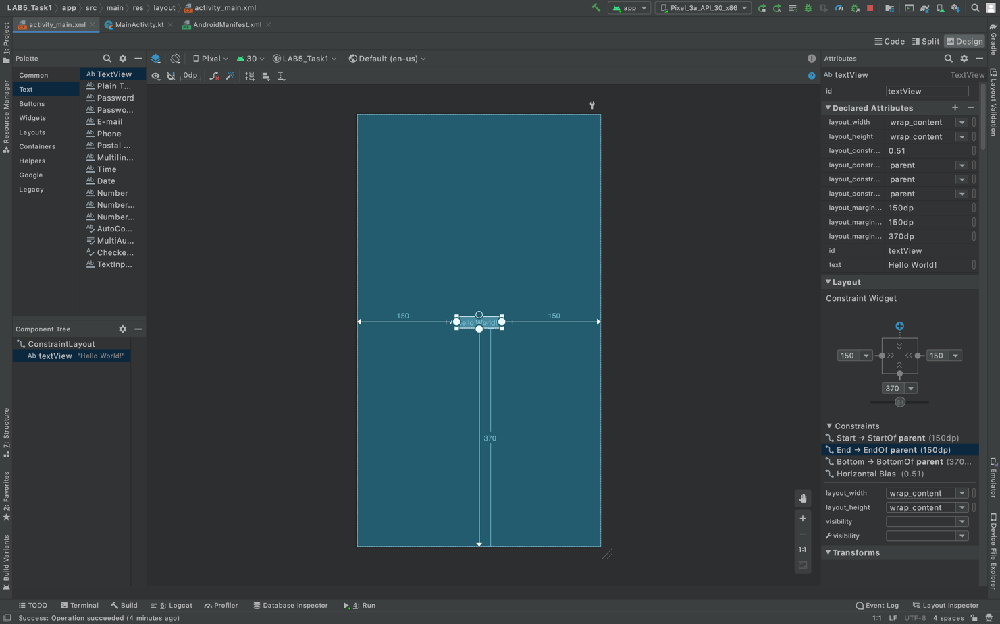 LAB5_Task1 app src main res layout activity_main.xml
app Pixel_3a_API_30_x86
activity_main.xml MainActivity.kt AndroidManifest.xml
Code Split Design
Palette
Pixel 30 LAB5_Task1 Default (en-us)
Attributes
0dp
Common
Text
Buttons
Widgets
Layouts
Containers
Helpers
Google
Legacy
Ab TextView
Ab Plain T...
Ab Password
Ab Passwo...
Ab E-mail
Ab Phone
Ab Postal ...
Ab Multilin...
Ab Time
Ab Date
Ab Number
Ab Number...
Ab Number...
Ab AutoCo...
MultiAu...
Checke...
Ab TextInp...
Component Tree
ConstraintLayout
Ab textView "Hello World!"
150 150
ello World!
370
1:1
Ab textView TextView
id textView
Declared Attributes
layout_width wrap_content
layout_height wrap_content
layout_constr... 0.51
layout_constr... parent
layout_constr... parent
layout_constr... parent
layout_margin... 150dp
layout_margin... 150dp
layout_margin... 370dp
id textView
text Hello World!
Layout
Constraint Widget
150 150
370
51
Constraints
Start → StartOf parent (150dp)
End → EndOf parent (150dp)
Bottom → BottomOf parent (370...
Horizontal Bias (0.51)
layout_width wrap_content
layout_height wrap_content
visibility
visibility
Transforms
1: Project
Resource Manager
Z: Structure
2: Favorites
Build Variants
Gradle
Layout Validation
Emulator
Device File Explorer
TODO Terminal Build 6: Logcat Profiler Database Inspector 4: Run Event Log Layout Inspector
Success: Operation succeeded (4 minutes ago) 1:1 LF UTF-8 4 spaces